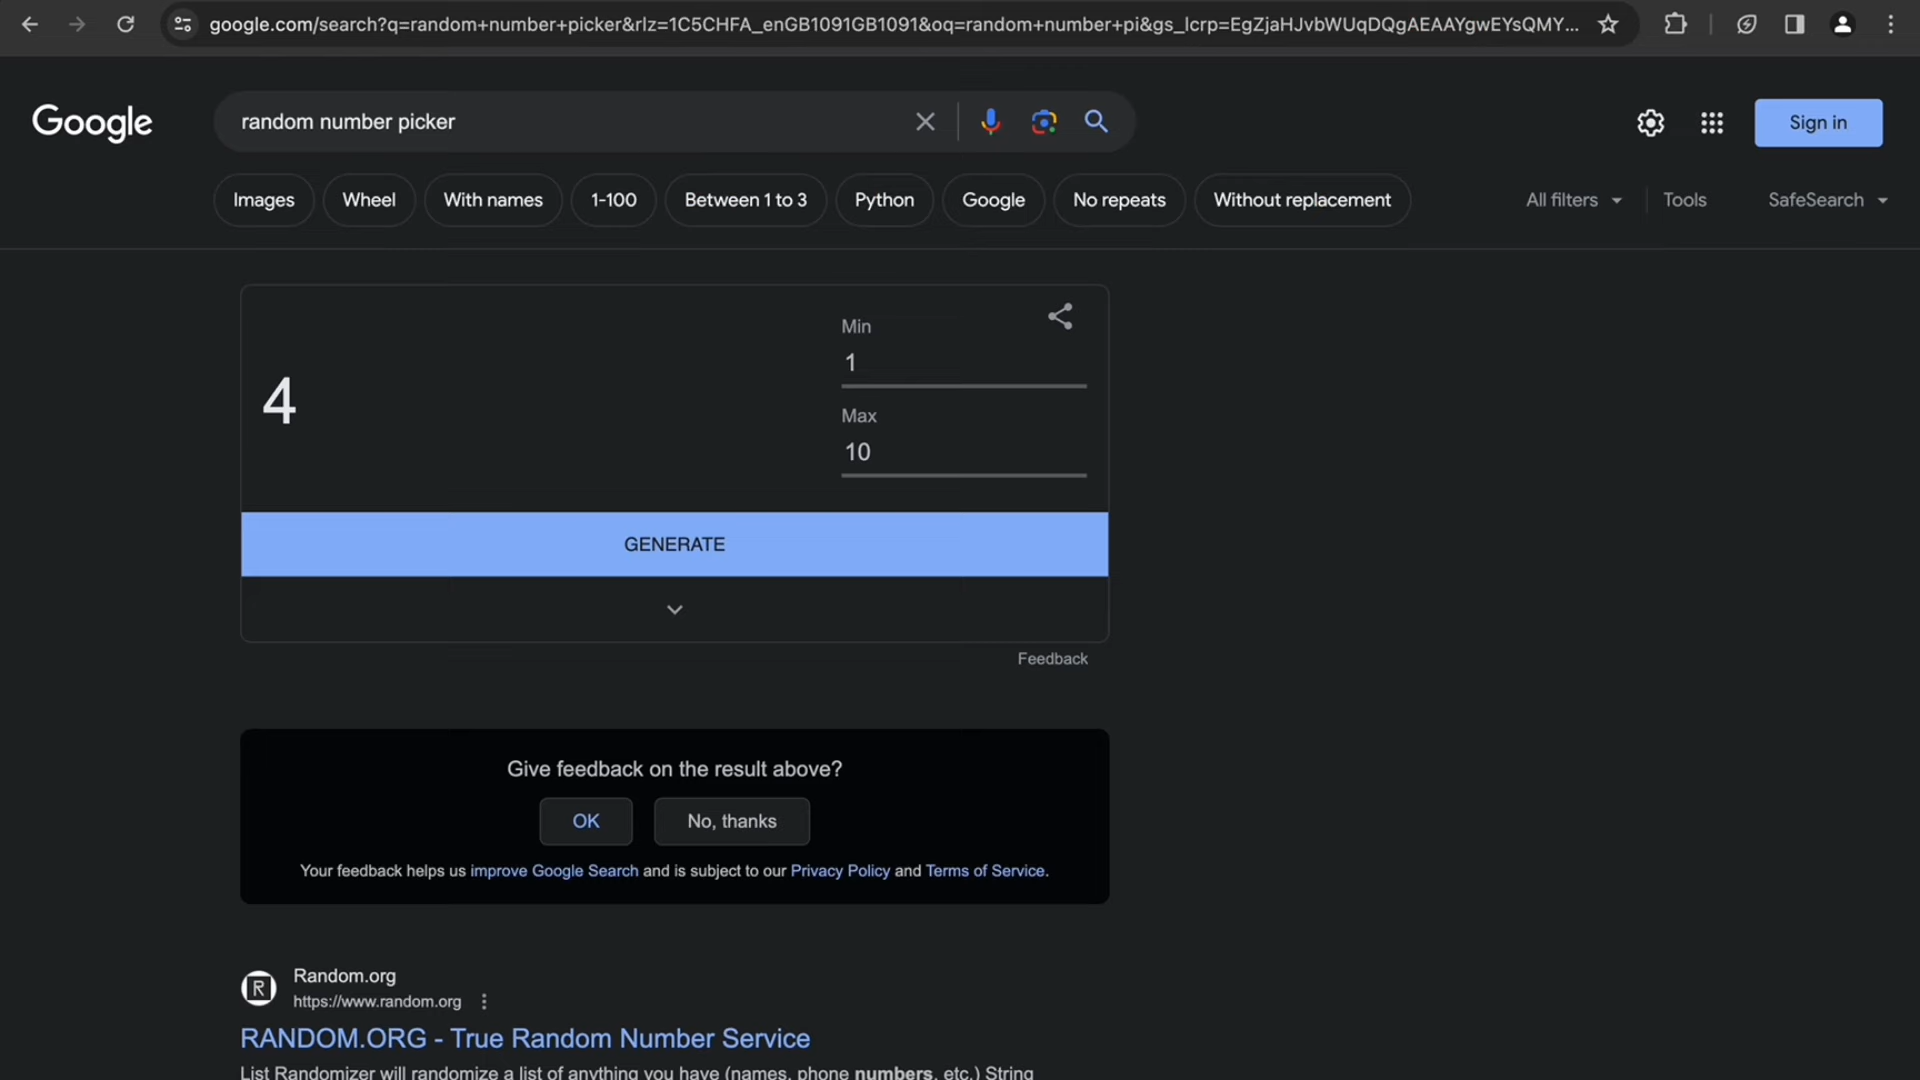 google.com/search?q=random+number+picker&rlz=1C5CHFA_enGB1091GB1091&oq=random+number+pi&gs_lcrp=EgZjaHJvbWUqDQgAEAAYgwEYsQMY...
Google
random number picker
Sign in
Images
Wheel
With names
1-100
Between 1 to 3
Python
Google
No repeats
Without replacement
All filters
Tools
SafeSearch
Min
1
4
Max
10
GENERATE
Feedback
Give feedback on the result above?
OK
No, thanks
Your feedback helps us improve Google Search and is subject to our Privacy Policy and Terms of Service.
R
Random.org
https://www.random.org
RANDOM.ORG - True Random Number Service
List Randomizer will randomize a list of anything you have (names, phone numbers, etc.) String